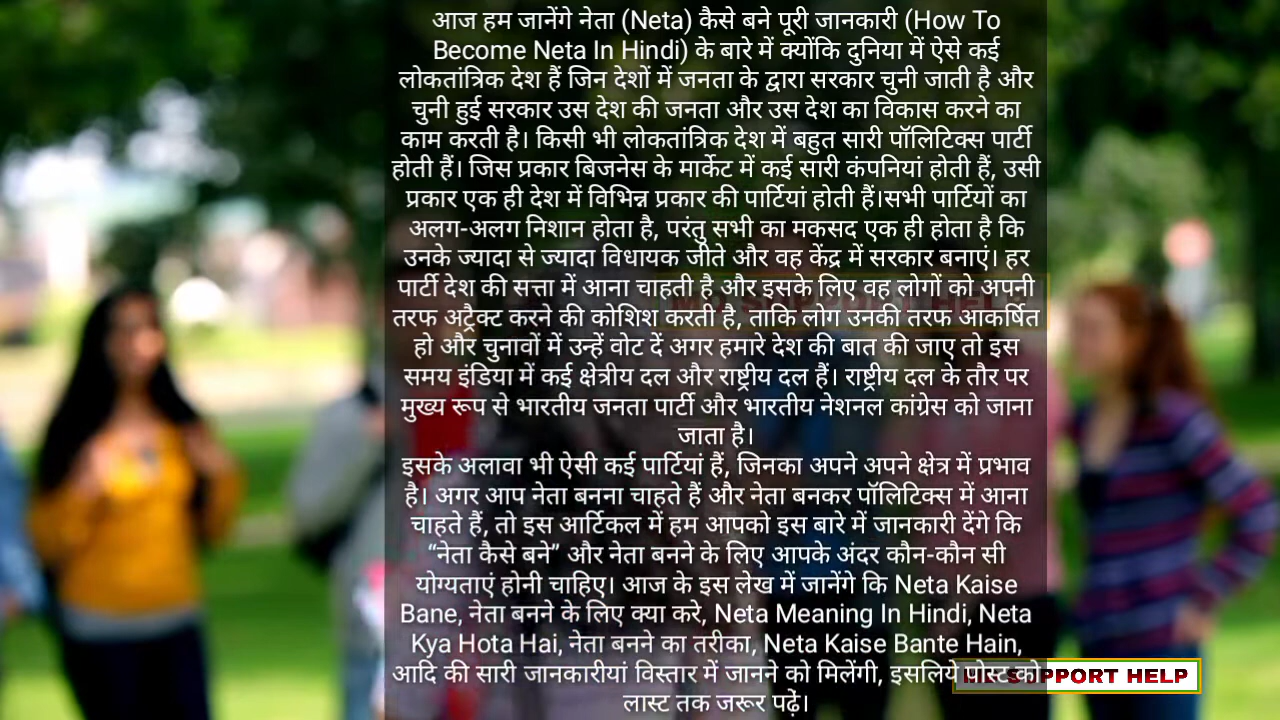 आज हम जानेंगे नेता (Neta) कैसे बने पूरी जानकारी (How To
Become Neta In Hindi) के बारे में क्योंकि दुनिया में ऐसे कई
लोकतांत्रिक देश हैं जिन देशों में जनता के द्वारा सरकार चुनी जाती है और
चुनी हुई सरकार उस देश की जनता और उस देश का विकास करने का
काम करती है। किसी भी लोकतांत्रिक देश में बहुत सारी पॉलिटिक्स पार्टी
होती हैं। जिस प्रकार बिजनेस के मार्केट में कई सारी कंपनियां होती हैं, उसी
प्रकार एक ही देश में विभिन्न प्रकार की पार्टियां होती हैं।सभी पार्टियों का
अलग-अलग निशान होता है, परंतु सभी का मकसद एक ही होता है कि
उनके ज्यादा से ज्यादा विधायक जीते और वह केंद्र में सरकार बनाएं। हर
पार्टी देश की सत्ता में आना चाहती है और इसके लिए वह लोगों को अपनी
तरफ अट्रैक्ट करने की कोशिश करती है, ताकि लोग उनकी तरफ आकर्षित
हो और चुनावों में उन्हें वोट दें अगर हमारे देश की बात की जाए तो इस
समय इंडिया में कई क्षेत्रीय दल और राष्ट्रीय दल हैं। राष्ट्रीय दल के तौर पर
मुख्य रूप से भारतीय जनता पार्टी और भारतीय नेशनल कांग्रेस को जाना
जाता है।
इसके अलावा भी ऐसी कई पार्टियां हैं, जिनका अपने अपने क्षेत्र में प्रभाव
है। अगर आप नेता बनना चाहते हैं और नेता बनकर पॉलिटिक्स में आना
चाहते हैं, तो इस आर्टिकल में हम आपको इस बारे में जानकारी देंगे कि
“नेता कैसे बने” और नेता बनने के लिए आपके अंदर कौन-कौन सी
योग्यताएं होनी चाहिए। आज के इस लेख में जानेंगे कि Neta Kaise
Bane, नेता बनने के लिए क्या करे, Neta Meaning In Hindi, Neta
Kya Hota Hai, नेता बनने का तरीका, Neta Kaise Bante Hain,
आदि की सारी जानकारीयां विस्तार में जानने को मिलेंगी, इसलिये पोस्ट को
लास्ट तक जरूर पढ़ें।
SUPPORT HELP